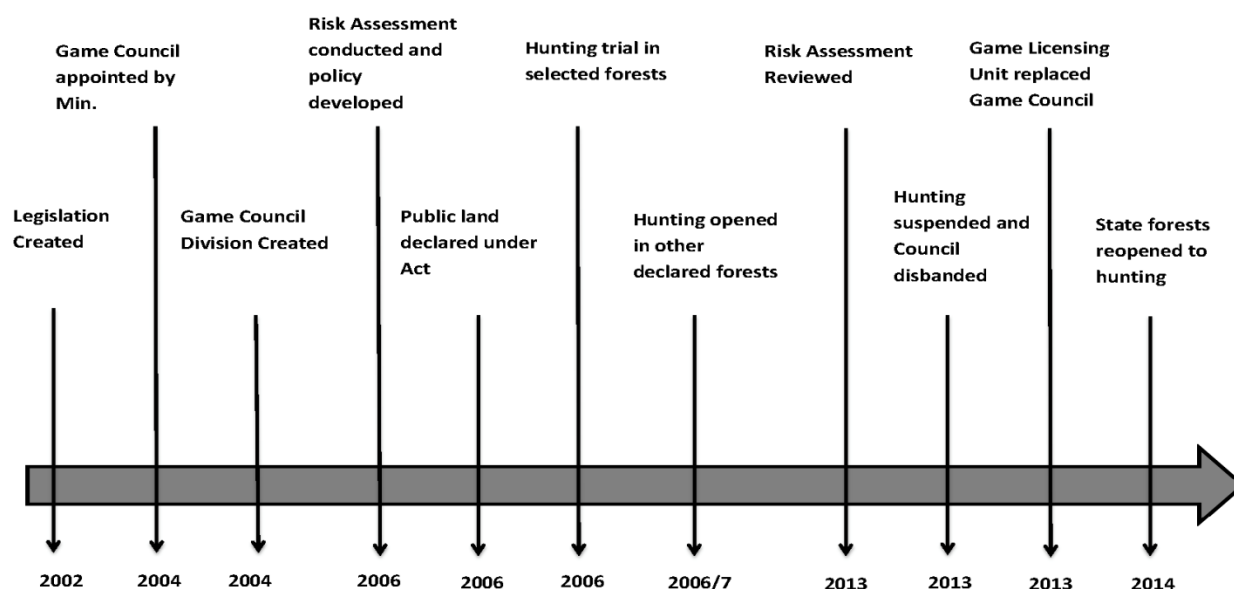 Game Council
appointed by
Min.
Risk Assessment
conducted and
policy
developed
Hunting trial in
selected forests
Risk Assessment
Reviewed
Game Licensing
Unit replaced
Game Council
Legislation
Created
Game Council
Division Created
Public land
declared under
Act
Hunting opened
in other
declared forests
Hunting
suspended and
Council
disbanded
State forests
reopened to
hunting
2002
2004
2004
2006
2006
2006
2006/7
2013
2013
2013
2014